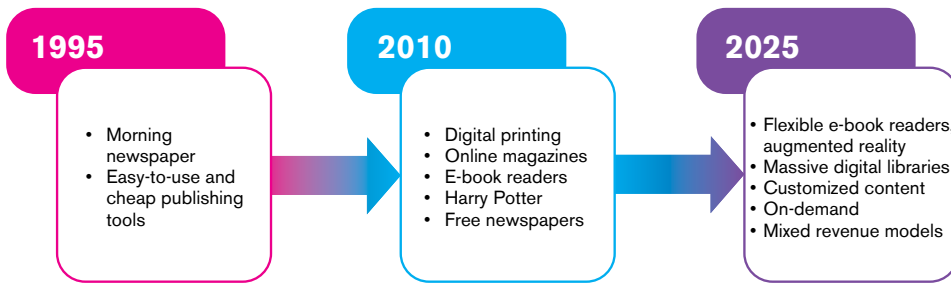 1995
• Morning
newspaper
• Easy-to-use and
cheap publishing
tools
2010
• Digital printing
• Online magazines
• E-book readers
• Harry Potter
• Free newspapers
2025
• Flexible e-book readers,
augmented reality
• Massive digital libraries
• Customized content
• On-demand
• Mixed revenue models